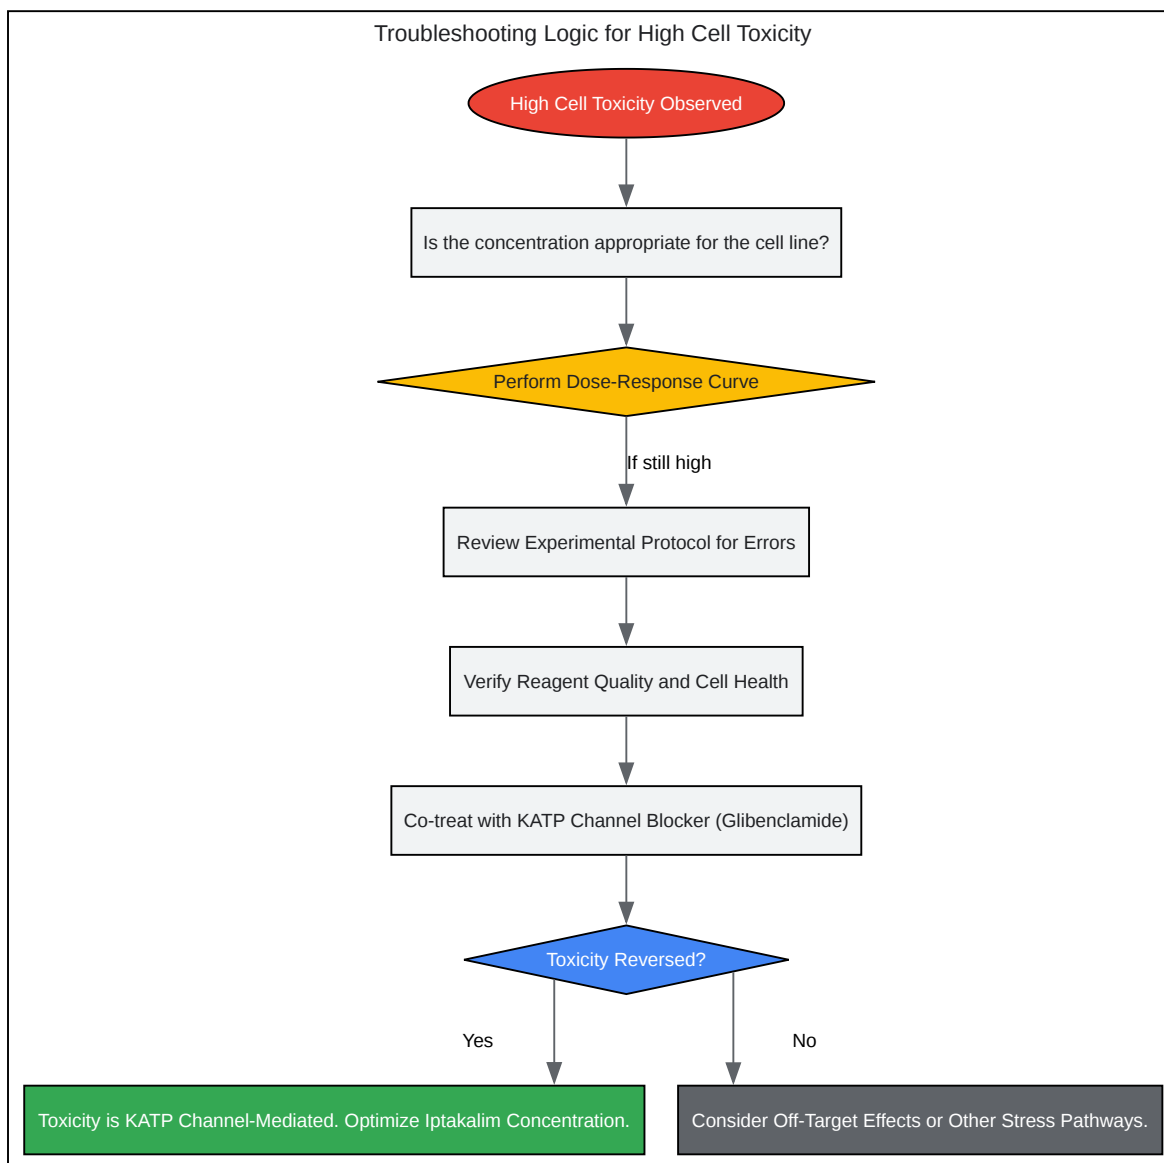 Troubleshooting Logic for High Cell Toxicity
High Cell Toxicity Observed
Is the concentration appropriate for the cell line?
Perform Dose-Response Curve
If still high
Review Experimental Protocol for Errors
Verify Reagent Quality and Cell Health
Co-treat with KATP Channel Blocker (Glibenclamide)
Toxicity Reversed?
Yes
No
Toxicity is KATP Channel-Mediated. Optimize Iptakalim Concentration.
Consider Off-Target Effects or Other Stress Pathways.